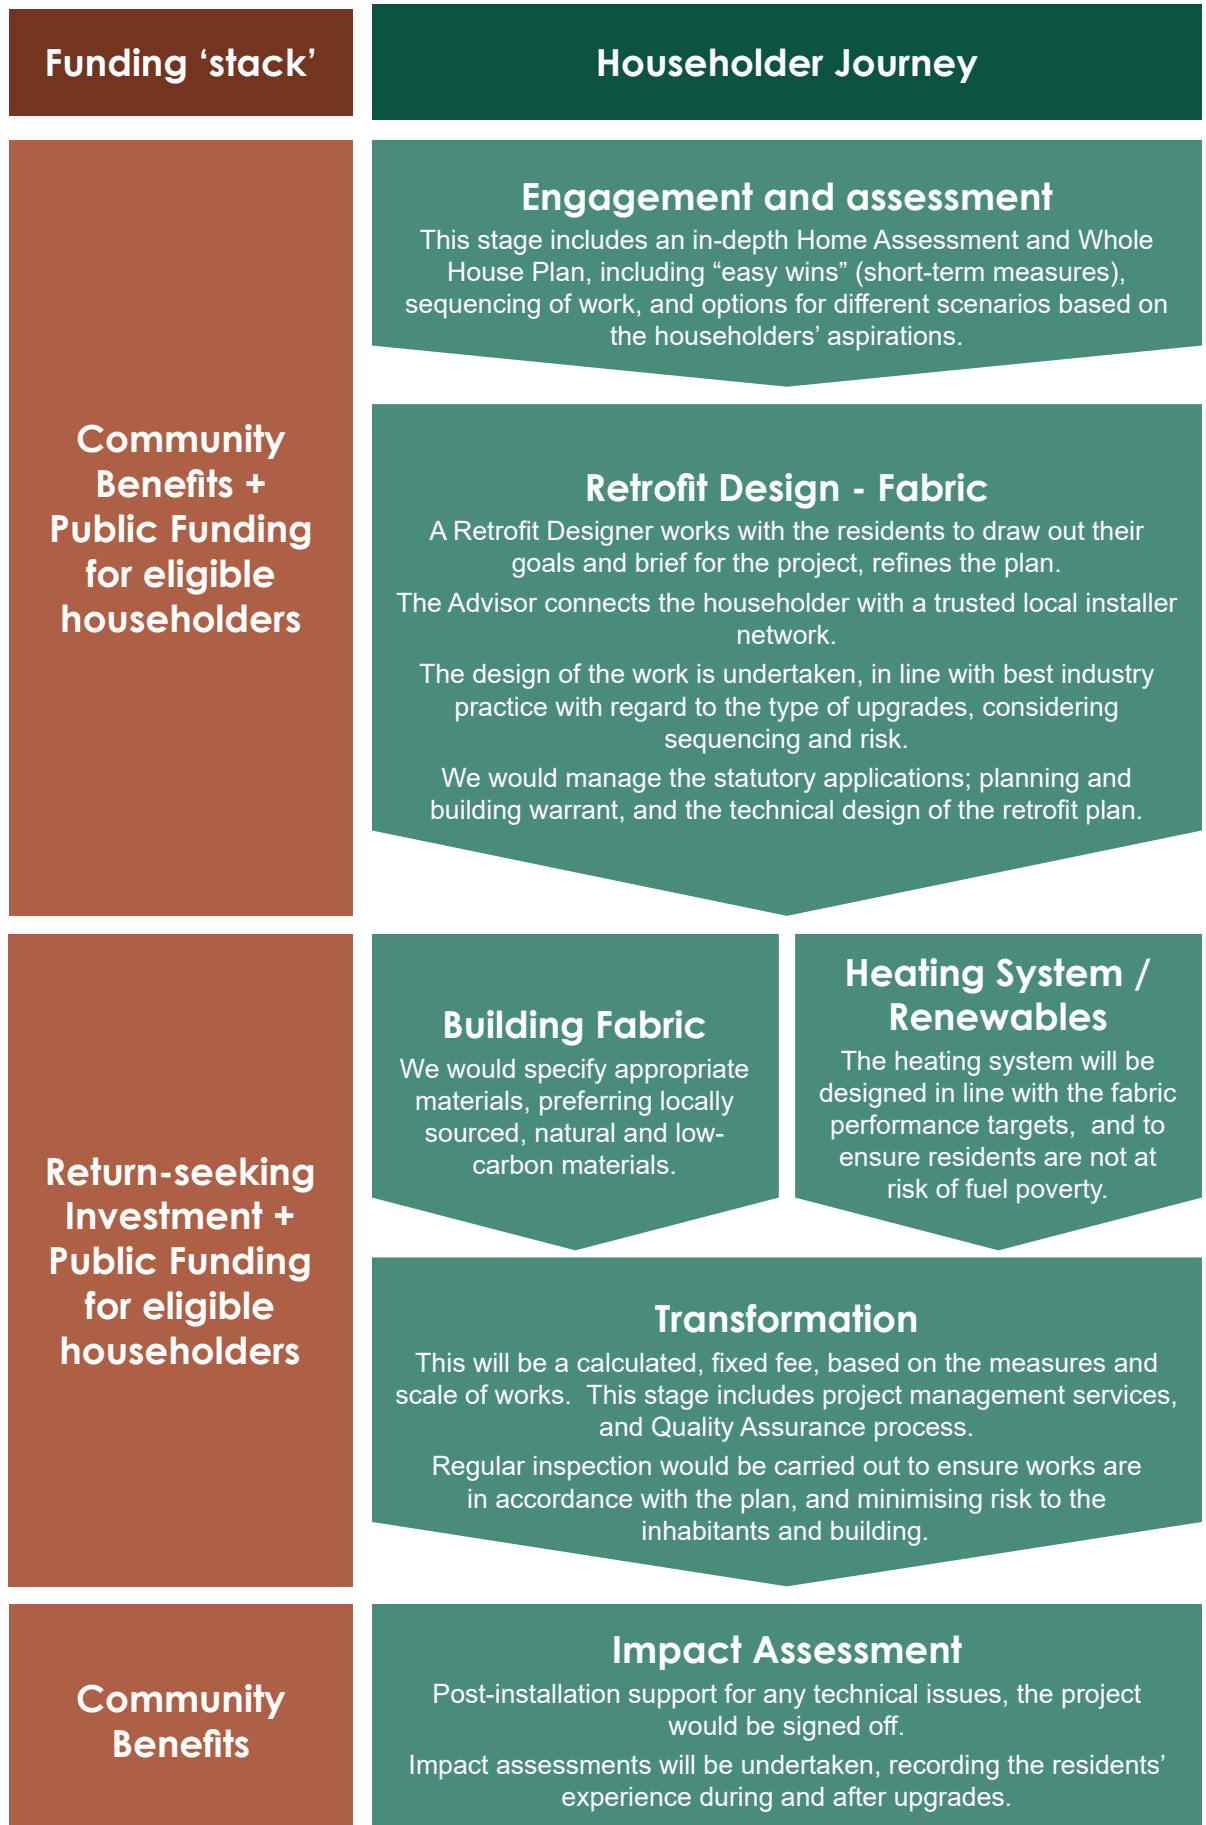 Funding ‘stack’
Householder Journey
Community
Benefits +
Public Funding
for eligible
householders
Engagement and assessment
This stage includes an in-depth Home Assessment and Whole
House Plan, including “easy wins” (short-term measures),
sequencing of work, and options for different scenarios based on
the householders’ aspirations.
Retrofit Design - Fabric
A Retrofit Designer works with the residents to draw out their
goals and brief for the project, refines the plan.
The Advisor connects the householder with a trusted local installer
network.
The design of the work is undertaken, in line with best industry
practice with regard to the type of upgrades, considering
sequencing and risk.
We would manage the statutory applications; planning and
building warrant, and the technical design of the retrofit plan.
Return-seeking
Investment +
Public Funding
for eligible
householders
Building Fabric
We would specify appropriate
materials, preferring locally
sourced, natural and low-
carbon materials.
Heating System /
Renewables
The heating system will be
designed in line with the fabric
performance targets,  and to
ensure residents are not at
risk of fuel poverty.
Transformation
This will be a calculated, fixed fee, based on the measures and
scale of works.  This stage includes project management services,
and Quality Assurance process.
Regular inspection would be carried out to ensure works are
in accordance with the plan, and minimising risk to the
inhabitants and building.
Community
Benefits
Impact Assessment
Post-installation support for any technical issues, the project
would be signed off.
Impact assessments will be undertaken, recording the residents’
experience during and after upgrades.